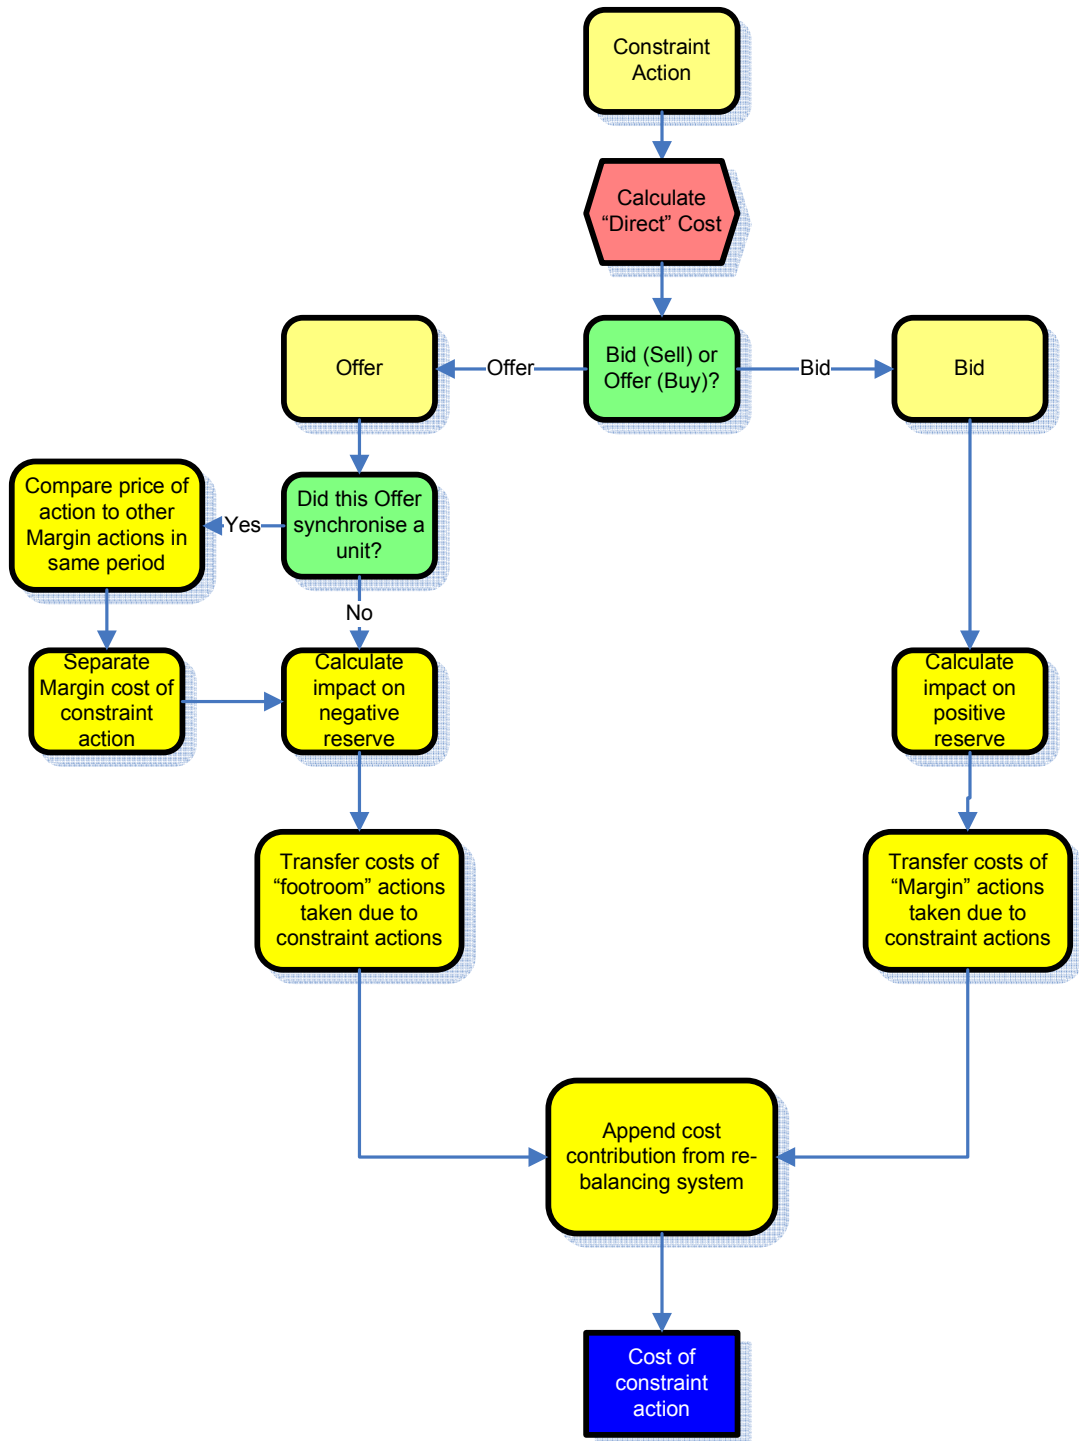 Constraint
Action
Calculate
“Direct” Cost
Bid (Sell) or
Offer (Buy)?
Offer
Bid
Offer
Bid
Did this Offer
synchronise a
unit?
Yes
No
Compare price of
action to other
Margin actions in
same period
Separate
Margin cost of
constraint
action
Calculate
impact on
negative
reserve
Calculate
impact on
positive
reserve
Transfer costs of
“footroom” actions
taken due to
constraint actions
Transfer costs of
“Margin” actions
taken due to
constraint actions
Append cost
contribution from re-
balancing system
Cost of
constraint
action